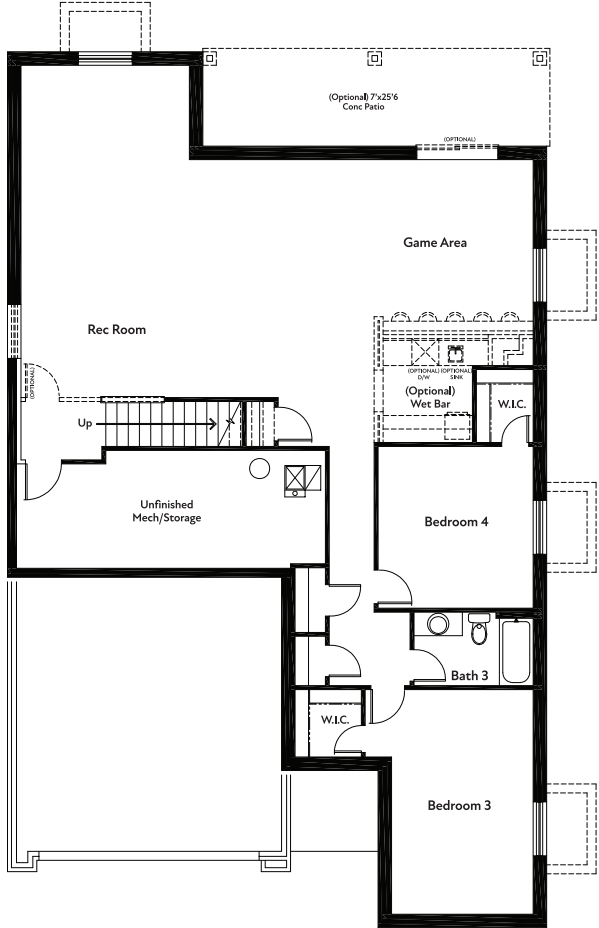 (Optional) 7'x25'6
Conc Patio
(OPTIONAL)
Game Area
Rec Room
(OPTIONAL)
(OPTIONAL)
D/W
(OPTIONAL)
SINK
(Optional)
Wet Bar
W.I.C.
Up
Unfinished
Mech/Storage
Bedroom 4
Bath 3
W.I.C.
Bedroom 3